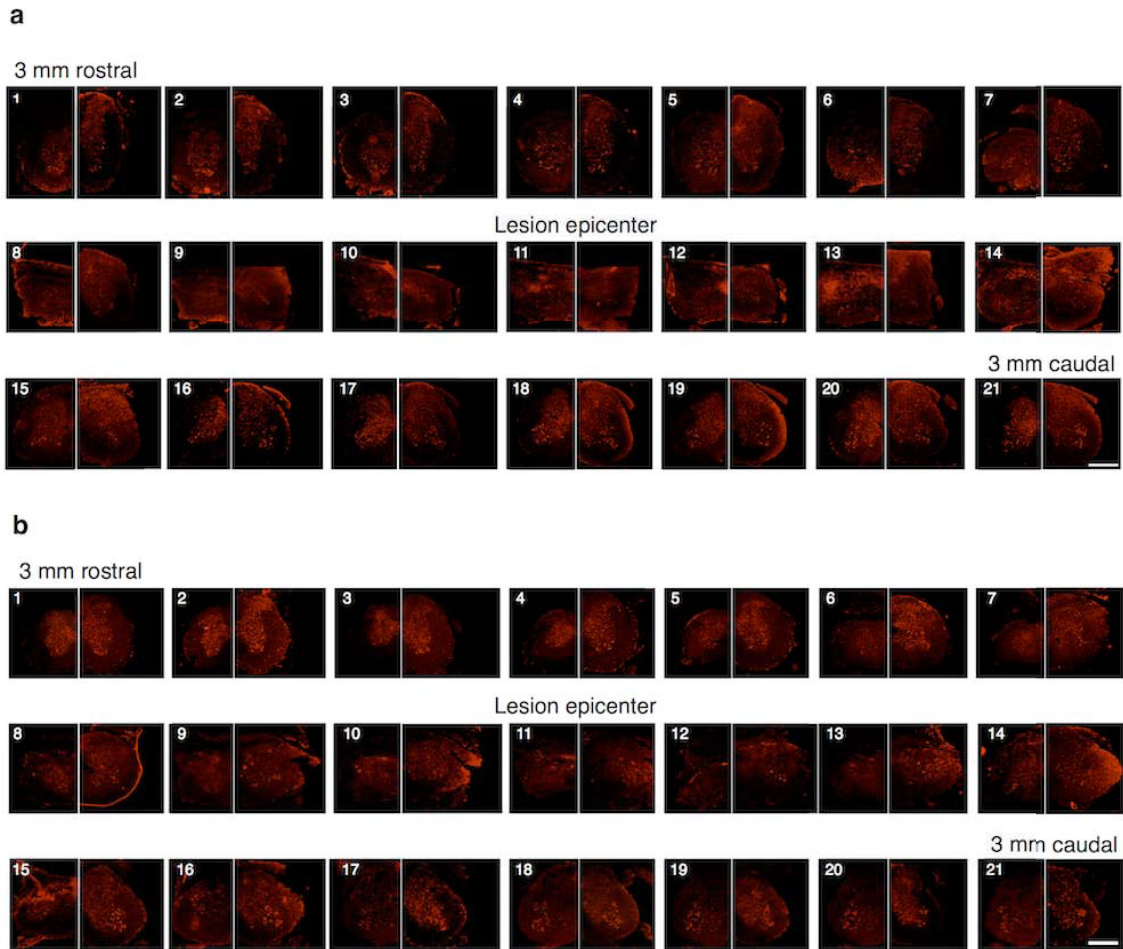 a
3 mm rostral
1 2 3 4 5 6 7
Lesion epicenter
8 9 10 11 12 13 14
3 mm caudal
15 16 17 18 19 20 21
b
3 mm rostral
1 2 3 4 5 6 7
Lesion epicenter
8 9 10 11 12 13 14
3 mm caudal
15 16 17 18 19 20 21